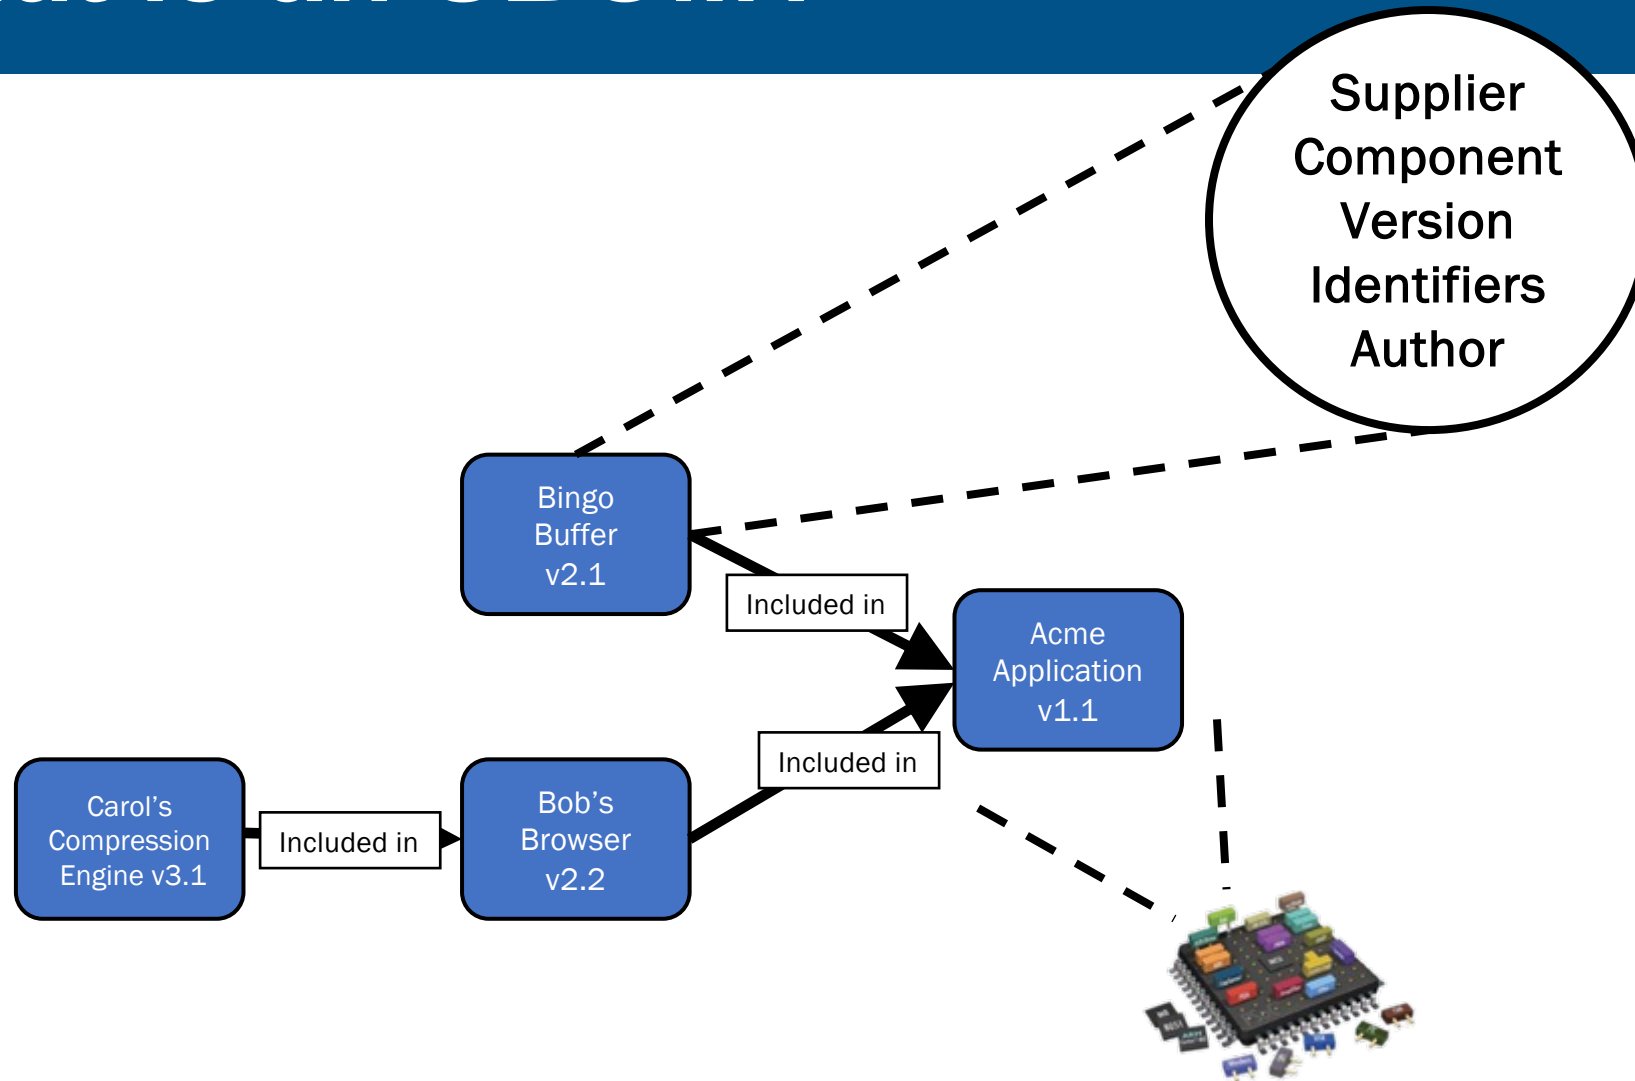 Supplier
Component
Version
Identifiers
Author
Bingo
Buffer
v2.1
Included in
Acme
Application
v1.1
Included in
Carol's
Compression
Engine v3.1
Included in
Bob's
Browser
v2.2